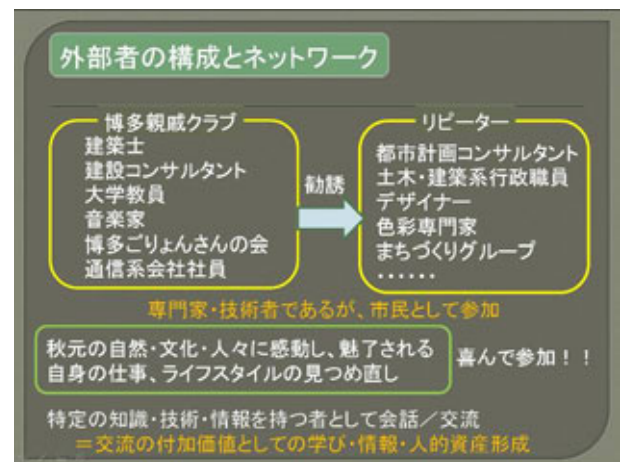 外部者の構成とネットワーク
博多親戚クラブ
建築士
建設コンサルタント
大学教員
音楽家
博多ごりょんさんの会
通信系会社社員
勧誘
リピーター
都市計画コンサルタント
土木・建築系行政職員
デザイナー
色彩専門家
まちづくりグループ
・・・・・・
専門家・技術者であるが、市民として参加
秋元の自然・文化・人々に感動し、魅了される
自身の仕事、ライフスタイルの見つめ直し
喜んで参加！！
特定の知識・技術・情報を持つ者として会話／交流
＝交流の付加価値としての学び・情報・人的資産形成